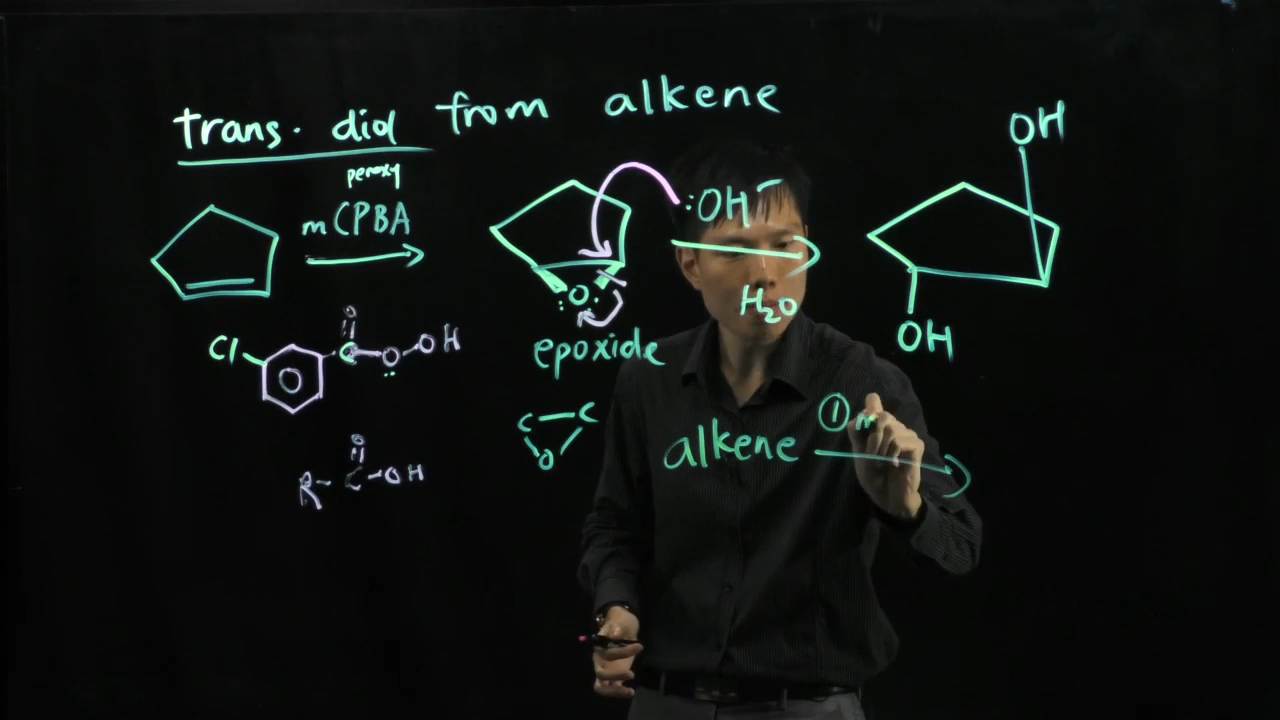 trans. diol from alkene
peroxy
mCPBA
:OH⁻
H₂O
OH
OH
:O:
epoxide
Cl
O
C-O-OH
C C
O
O
R-C-OH
alkene ① m